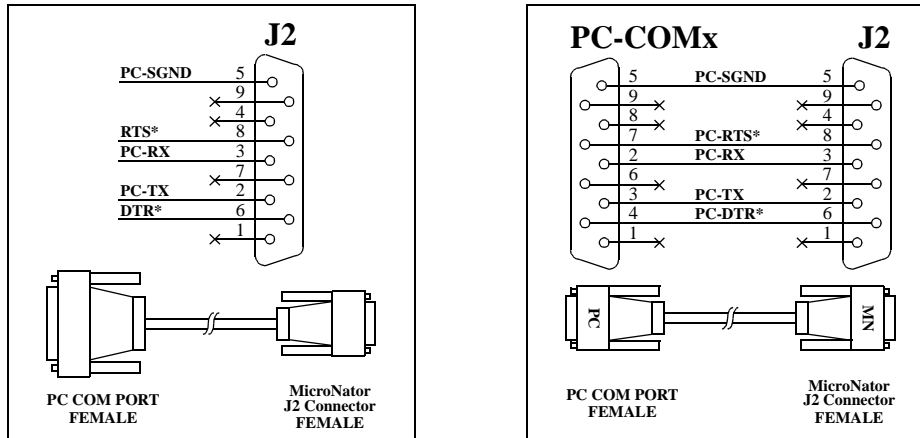 J2
PC-SGND 5
9
4
RTS* 8
PC-RX 3
7
PC-TX 2
DTR* 6
1
PC COM PORT
FEMALE
MicroNator
J2 Connector
FEMALE
PC-COMx J2
5 PC-SGND 5
9 9
8 4
7 PC-RTS* 8
2 PC-RX 3
6 7
3 PC-TX 2
4 PC-DTR* 6
1 1
PC MN
PC COM PORT
FEMALE
MicroNator
J2 Connector
FEMALE